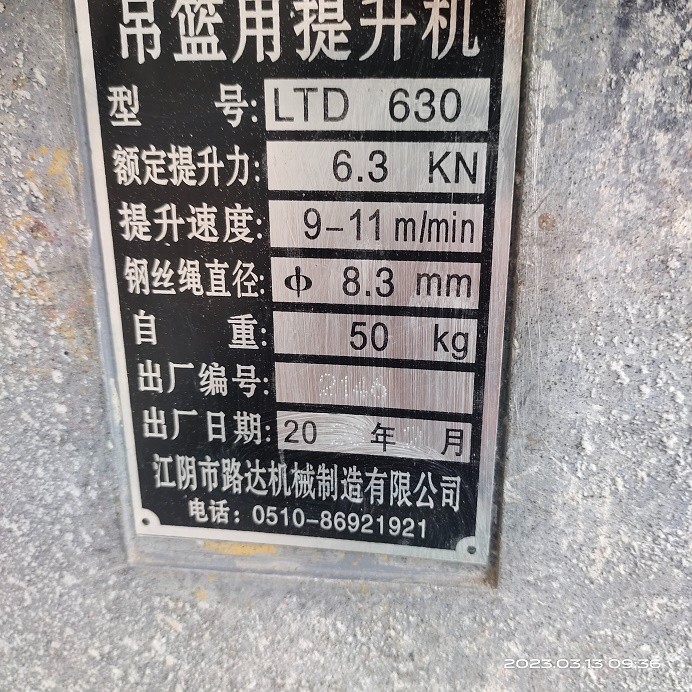 吊篮用提升机
型 号: LTD 630
额定提升力: 6.3 KN
提升速度: 9-11 m/min
钢丝绳直径: ф 8.3 mm
自 重: 50 kg
出厂编号:
出厂日期: 20 年 月
江阴市路达机械制造有限公司
电话: 0510-86921921
2023.03.13 09:36